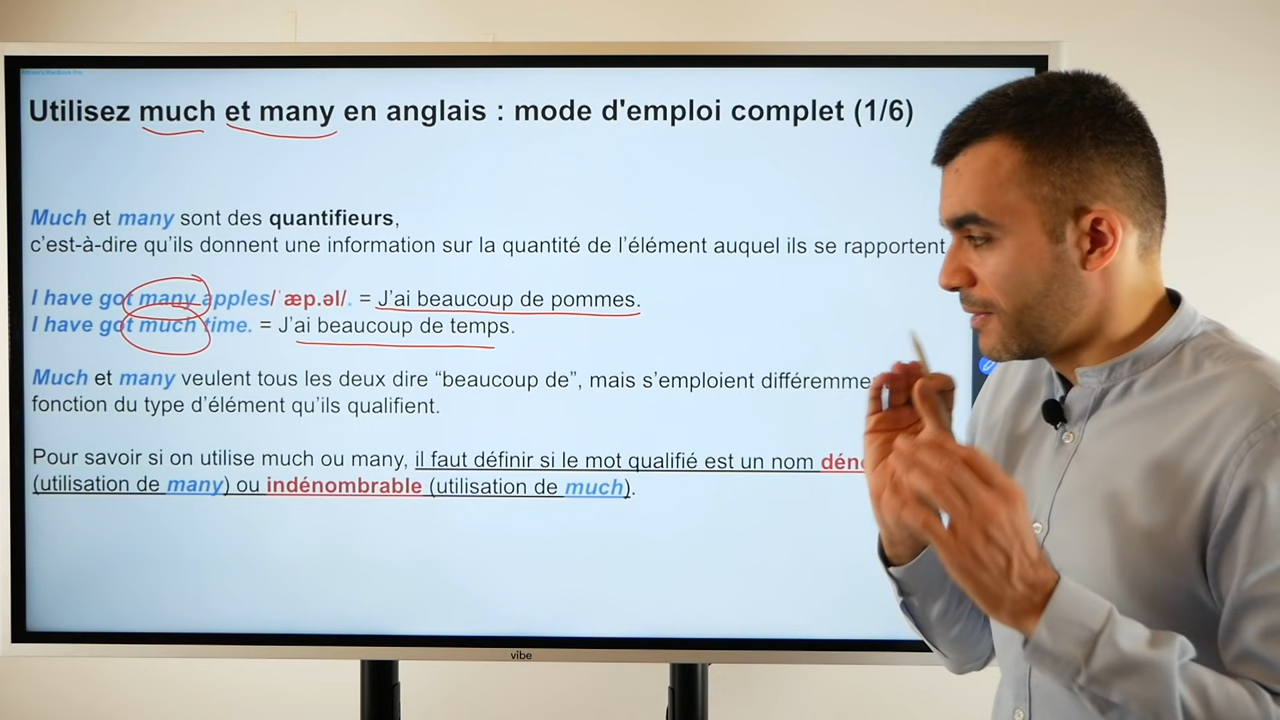 Utilisez much et many en anglais : mode d'emploi complet (1/6)
Much et many sont des quantifieurs,
c'est-à-dire qu'ils donnent une information sur la quantité de l'élément auquel ils se rapportent
I have got many apples/ˈæp.əl/. = J'ai beaucoup de pommes.
I have got much time. = J'ai beaucoup de temps.
Much et many veulent tous les deux dire “beaucoup de”, mais s'emploient différemme
fonction du type d'élément qu'ils qualifient.
Pour savoir si on utilise much ou many, il faut définir si le mot qualifié est un nom déno
(utilisation de many) ou indénombrable (utilisation de much).
vibe